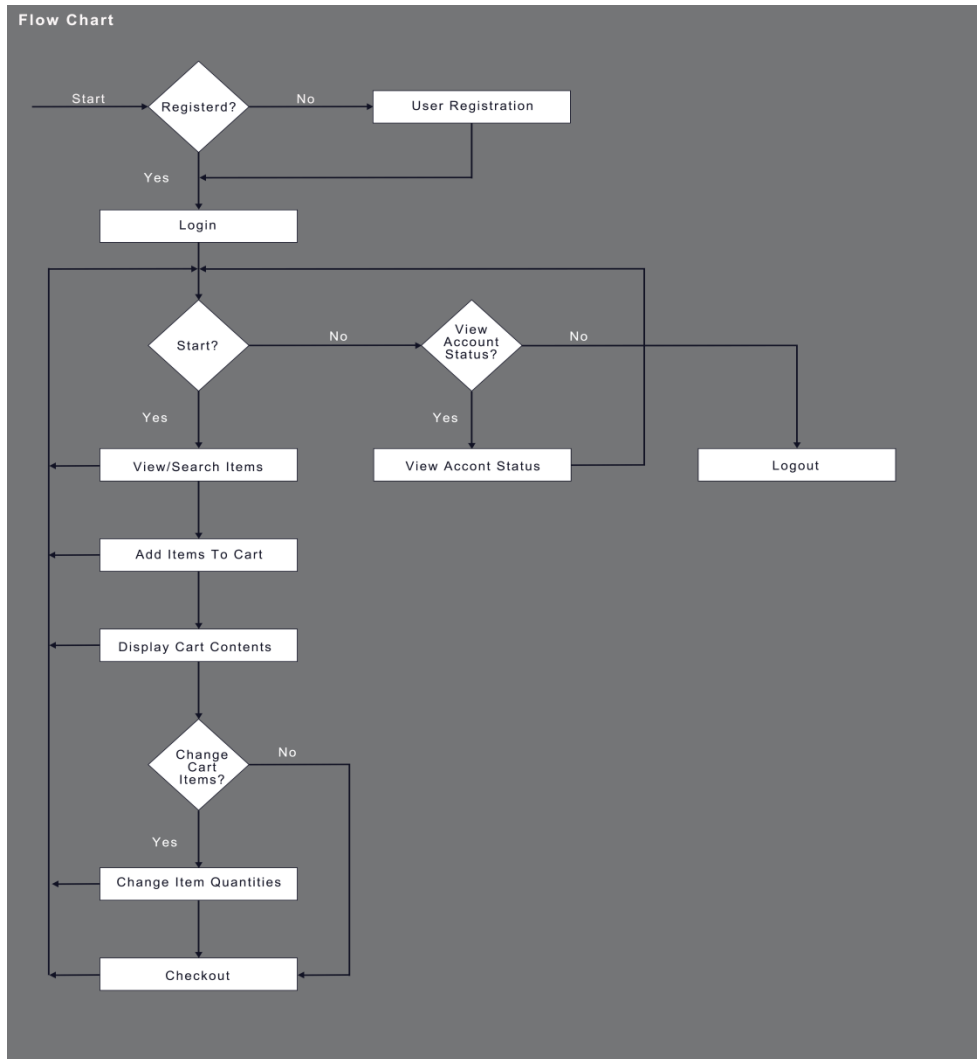 Flow Chart
Start
Registerd?
No
User Registration
Yes
Login
Start?
No
View
Account
Status?
No
Yes
Yes
View/Search Items
View Accont Status
Logout
Add Items To Cart
Display Cart Contents
Change
Cart
Items?
No
Yes
Change Item Quantities
Checkout